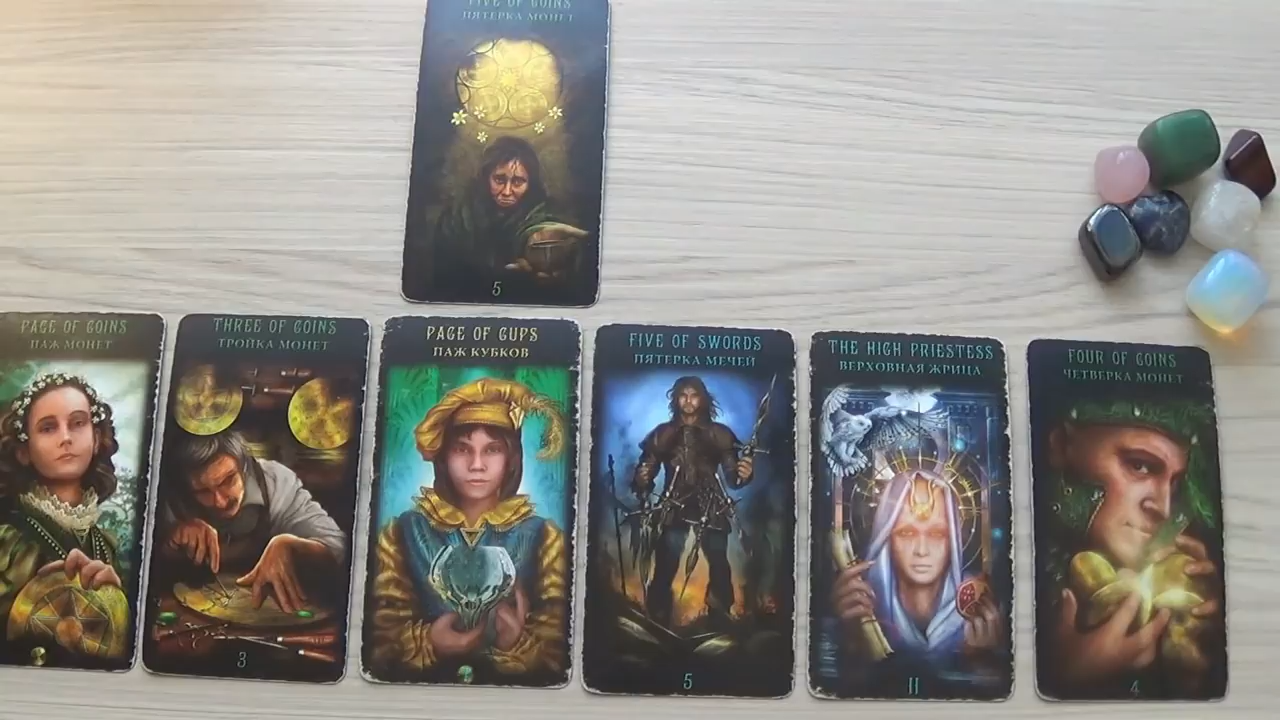 FIVE OF COINS
ПЯТЕРКА МОНЕТ
5
PAGE OF COINS
ПАЖ МОНЕТ
THREE OF COINS
ТРОЙКА МОНЕТ
3
PAGE OF CUPS
ПАЖ КУБКОВ
FIVE OF SWORDS
ПЯТЕРКА МЕЧЕЙ
5
THE HIGH PRIESTESS
ВЕРХОВНАЯ ЖРИЦА
II
FOUR OF COINS
ЧЕТВЕРКА МОНЕТ
4